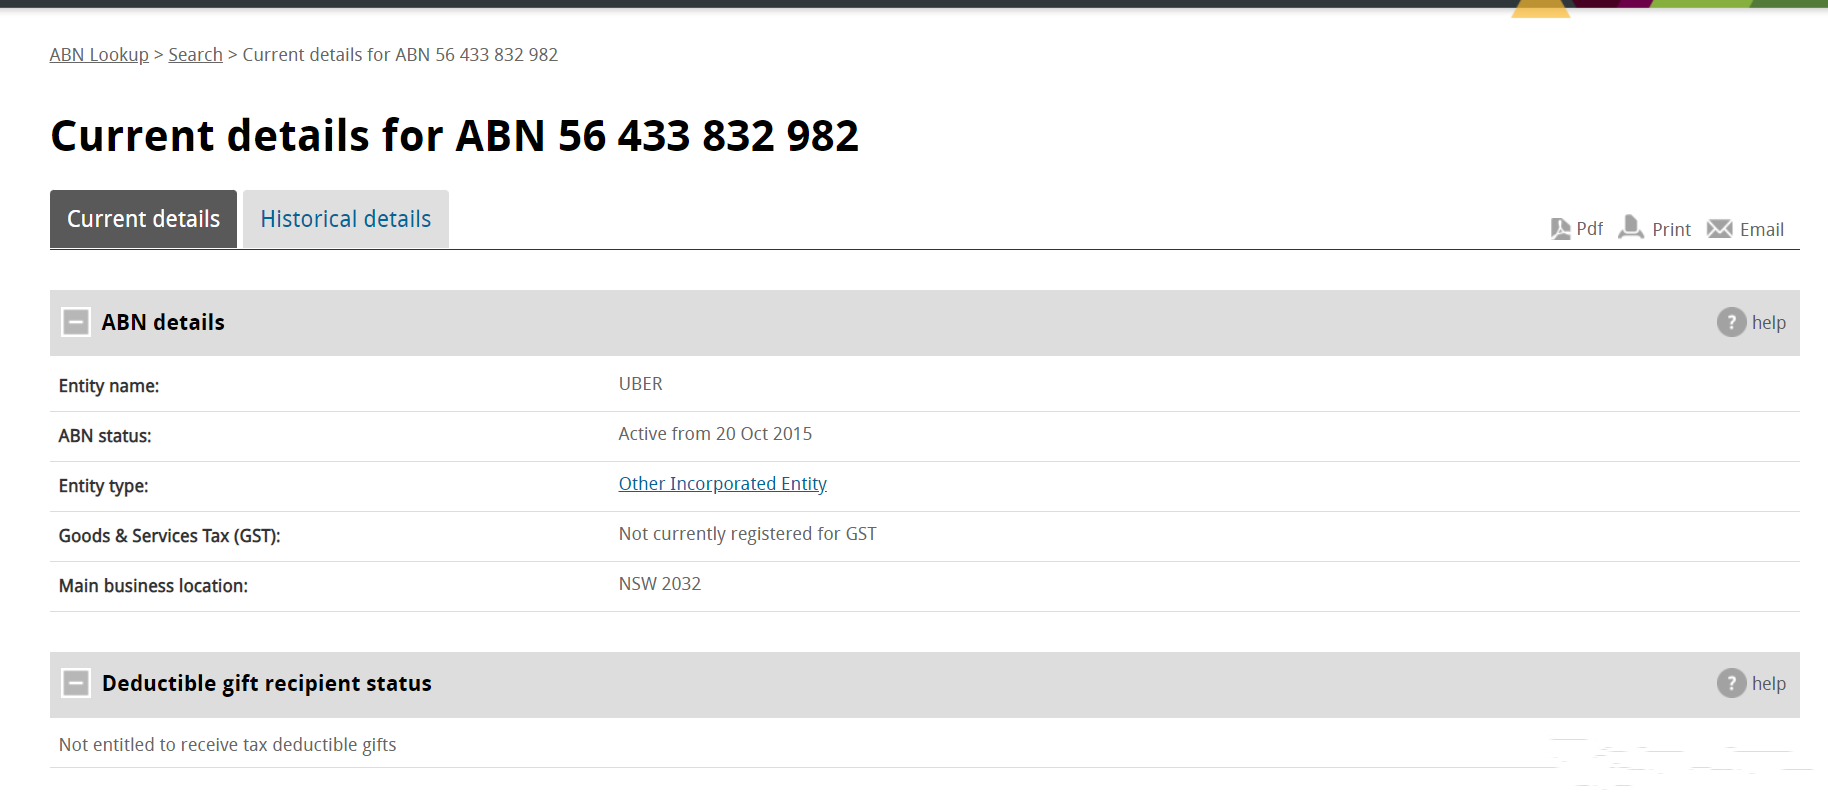 ABN Lookup > Search > Current details for ABN 56 433 832 982
Current details for ABN 56 433 832 982
Current details Historical details
Pdf Print Email
ABN details help
Entity name: UBER
ABN status: Active from 20 Oct 2015
Entity type: Other Incorporated Entity
Goods & Services Tax (GST): Not currently registered for GST
Main business location: NSW 2032
Deductible gift recipient status help
Not entitled to receive tax deductible gifts